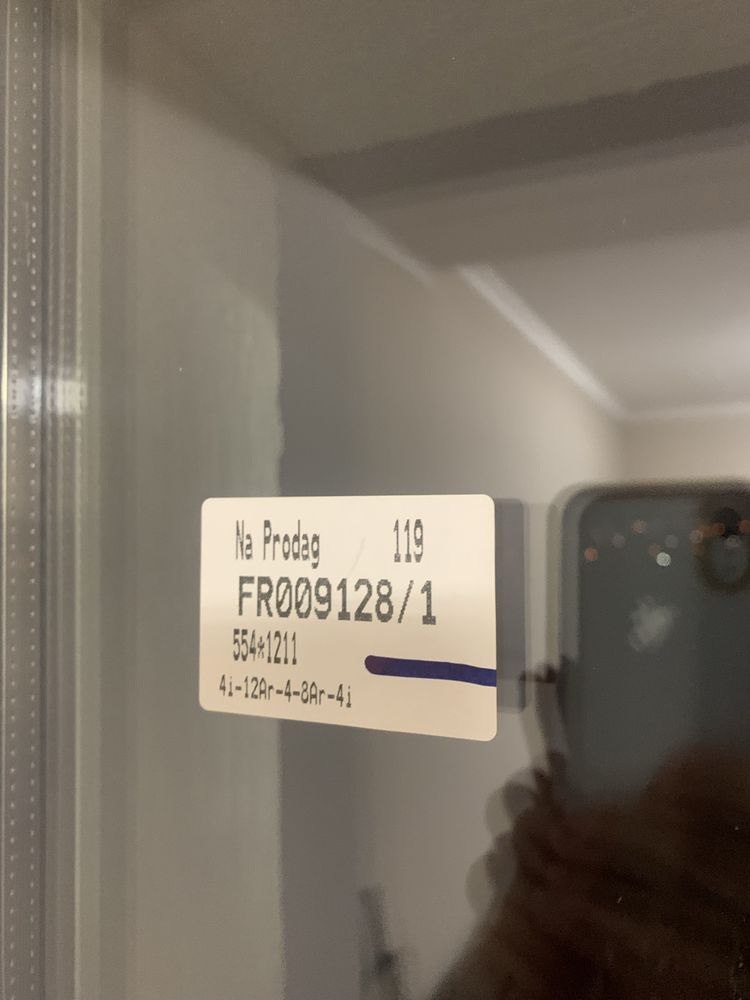 Na Prodag 119
FR009128/1
554*1211
4i-12Ar-4-8Ar-4i